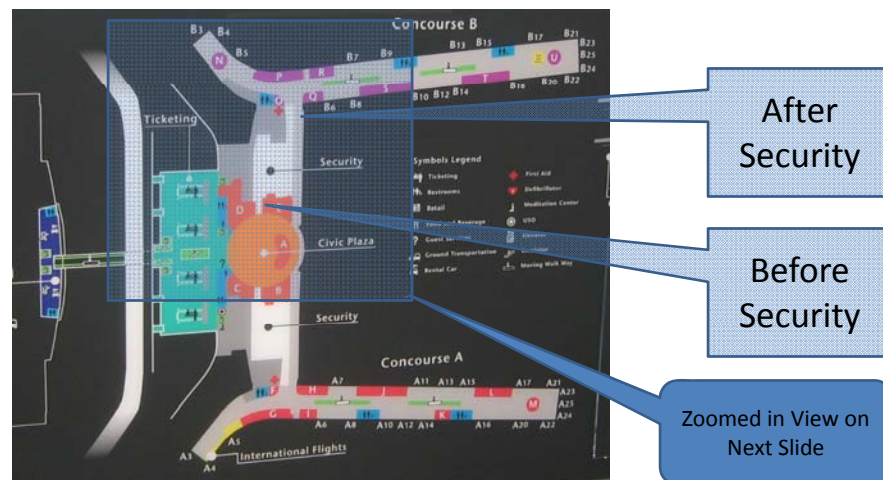 Concourse B
B3 B4
B5
B7
B9
B13
B15
B17
B21
B23
B25
B24
B22
B20
B6
B8
B10 B12 B14
N
P R
Q
S
T
U
Ticketing
Security
Symbols Legend
Ticketing
Restrooms
Retail
Guest Services
Ground Transportation
Rental Car
First Aid
Defibrillator
Meditation Center
USO
Moving Walk Way
D
A
C
B
Civic Plaza
Security
Concourse A
F
H
J
L
G
I
K
M
A3
A4
A5
A7
A11 A13 A15
A17
A21
A23
A25
A24
A22
A20
A6
A8
A10 A12 A14
A16
International Flights
After
Security
Before
Security
Zoomed in View on
Next Slide